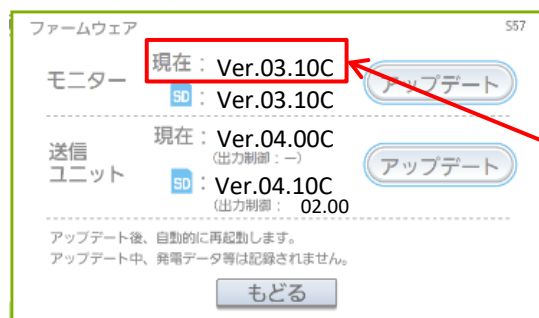 ファームウェア S57
モニター 現在： Ver.03.10C アップデート
SD ： Ver.03.10C
送信ユニット 現在： Ver.04.00C アップデート
(出力制御：―)
SD ： Ver.04.10C
(出力制御： 02.00
アップデート後、自動的に再起動します。
アップデート中、発電データ等は記録されません。
もどる